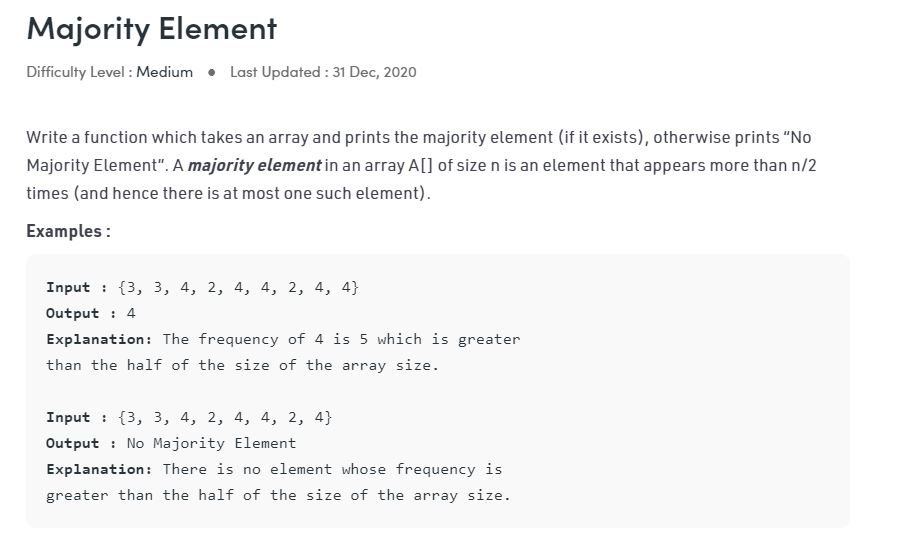 Majority Element
Difficulty Level : Medium ● Last Updated : 31 Dec, 2020
Write a function which takes an array and prints the majority element (if it exists), otherwise prints “No
Majority Element”. A majority element in an array A[] of size n is an element that appears more than n/2
times (and hence there is at most one such element).
Examples :
Input : {3, 3, 4, 2, 4, 4, 2, 4, 4}
Output : 4
Explanation: The frequency of 4 is 5 which is greater
than the half of the size of the array size.
Input : {3, 3, 4, 2, 4, 4, 2, 4}
Output : No Majority Element
Explanation: There is no element whose frequency is
greater than the half of the size of the array size.